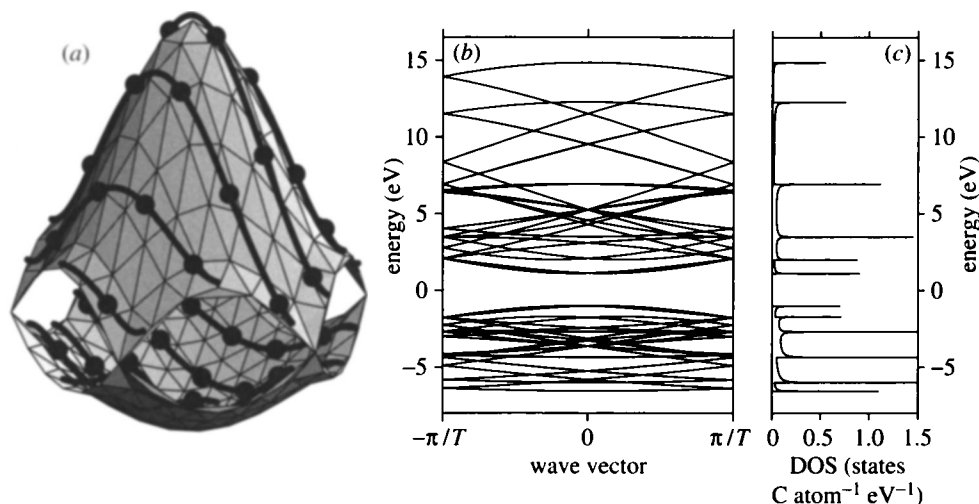 (a)
(b)
(c)
energy (eV)
15
10
5
0
−5
−π/T
0
π/T
wave vector
energy (eV)
15
10
5
0
−5
0
0.5
1.0
1.5
DOS (states
C atom⁻¹ eV⁻¹)